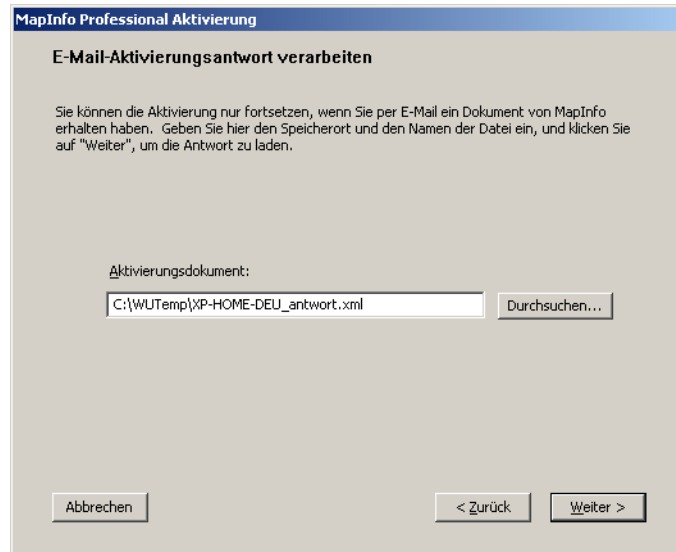 MapInfo Professional Aktivierung
E-Mail-Aktivierungsantwort verarbeiten
Sie können die Aktivierung nur fortsetzen, wenn Sie per E-Mail ein Dokument von MapInfo
erhalten haben.  Geben Sie hier den Speicherort und den Namen der Datei ein, und klicken Sie
auf "Weiter", um die Antwort zu laden.
Aktivierungsdokument:
C:\WUTemp\XP-HOME-DEU_antwort.xml
Durchsuchen...
Abbrechen
< Zurück
Weiter >